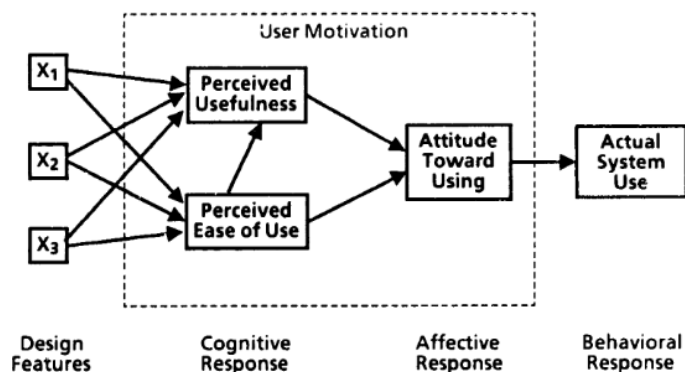 User Motivation
X1
X2
X3
Perceived
Usefulness
Perceived
Ease of Use
Attitude
Toward
Using
Actual
System
Use
Design
Features
Cognitive
Response
Affective
Response
Behavioral
Response